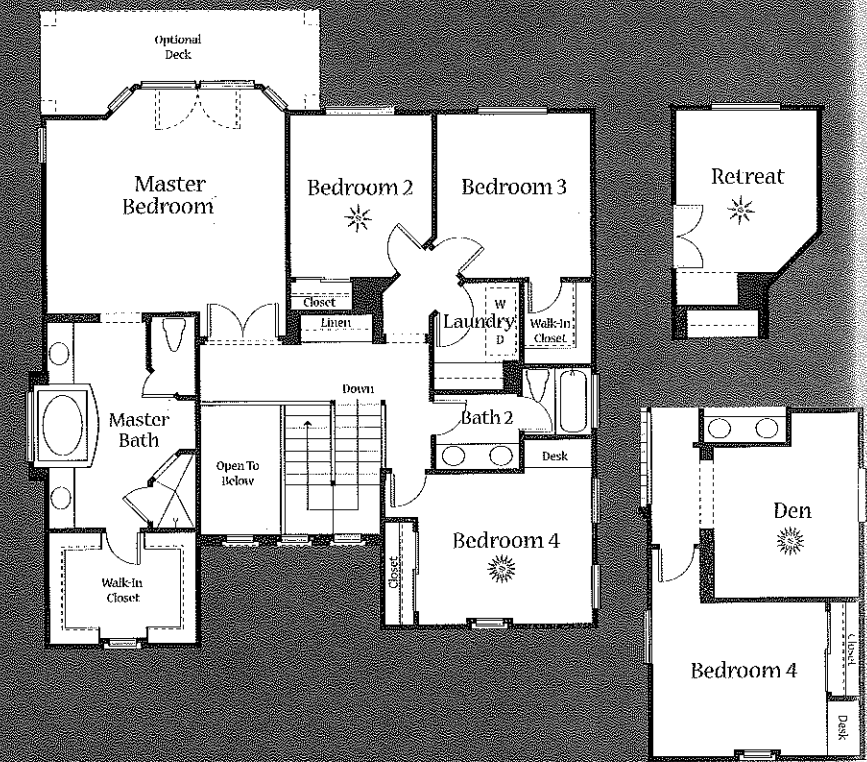 Optional
Deck
Master
Bedroom
Bedroom 2
Bedroom 3
Retreat
Closet
Linen
Laundry
W
D
Walk-In
Closet
Down
Master
Bath
Bath 2
Open To
Below
Desk
Den
Bedroom 4
Closet
Walk-In
Closet
Bedroom 4
Closet
Desk